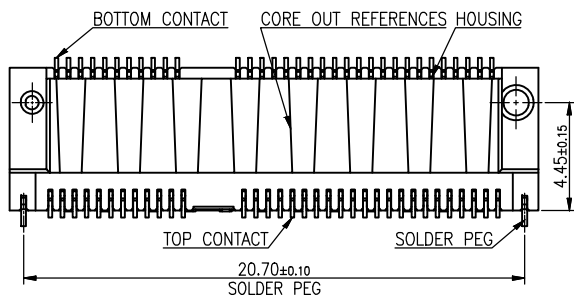 BOTTOM CONTACT
CORE OUT REFERENCES
HOUSING
4.45±0.15
TOP CONTACT
SOLDER PEG
20.70±0.10
SOLDER PEG